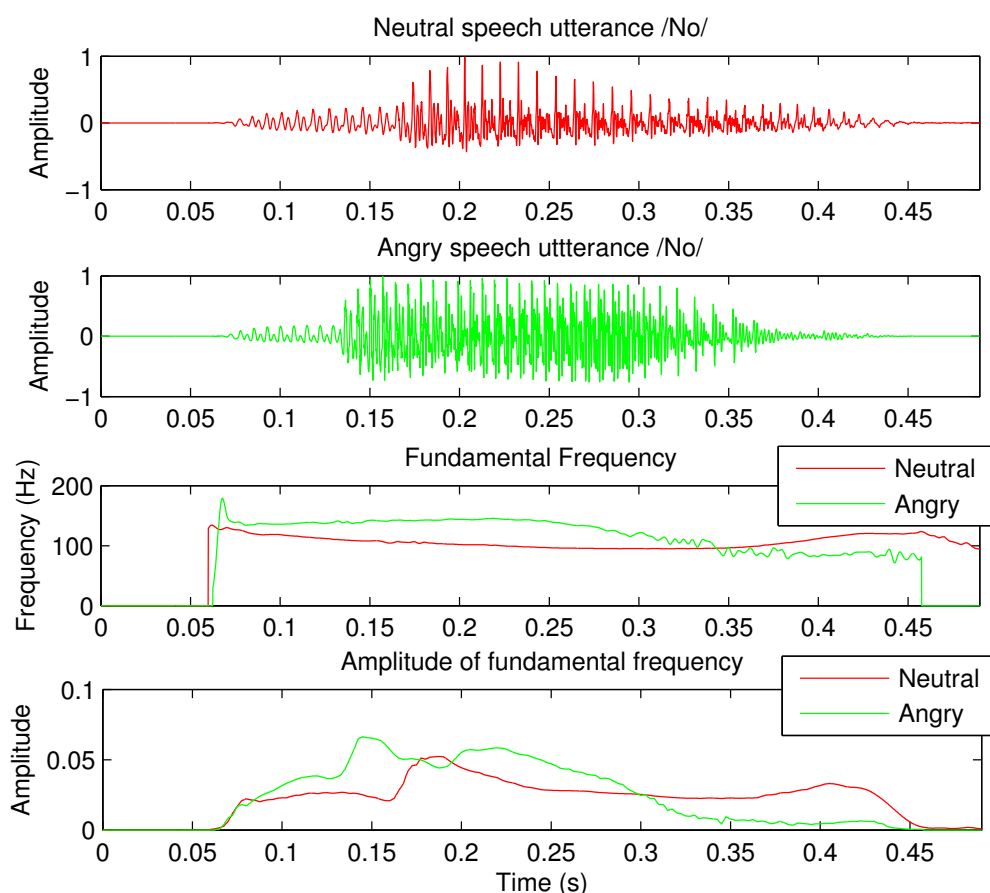 Neutral speech utterance /No/
Amplitude
1
0
−1
0 0.05 0.1 0.15 0.2 0.25 0.3 0.35 0.4 0.45
Angry speech uttterance /No/
Amplitude
1
0
−1
0 0.05 0.1 0.15 0.2 0.25 0.3 0.35 0.4 0.45
Fundamental Frequency
Neutral
Angry
Frequency (Hz)
200
100
0
0 0.05 0.1 0.15 0.2 0.25 0.3 0.35 0.4 0.45
Amplitude of fundamental frequency
Neutral
Angry
Amplitude
0.1
0.05
0
0 0.05 0.1 0.15 0.2 0.25 0.3 0.35 0.4 0.45
Time (s)